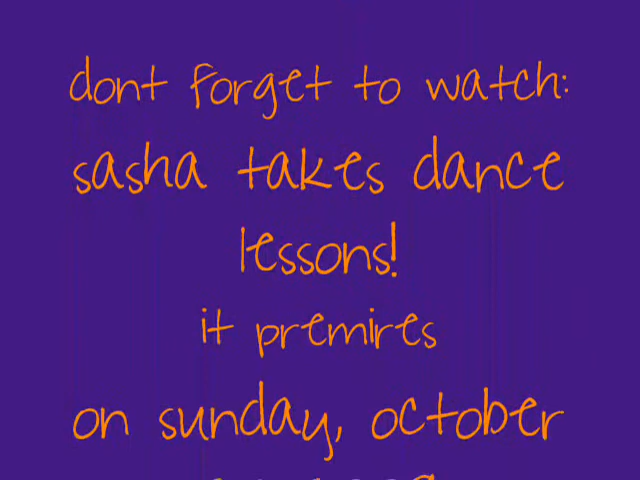 dont forget to watch:
sasha takes dance
lessons!
it premires
on sunday, october